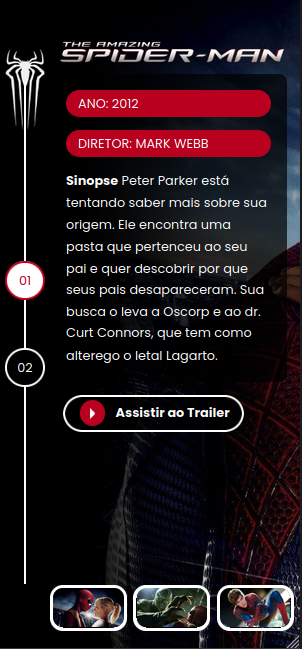 THE AMAZING
SPIDER-MAN
ANO: 2012
DIRETOR: MARK WEBB
Sinopse Peter Parker está
tentando saber mais sobre sua
origem. Ele encontra uma
pasta que pertenceu ao seu
pai e quer descobrir por que
seus pais desapareceram. Sua
busca o leva a Oscorp e ao dr.
Curt Connors, que tem como
alterego o letal Lagarto.
01
02
Assistir ao Trailer